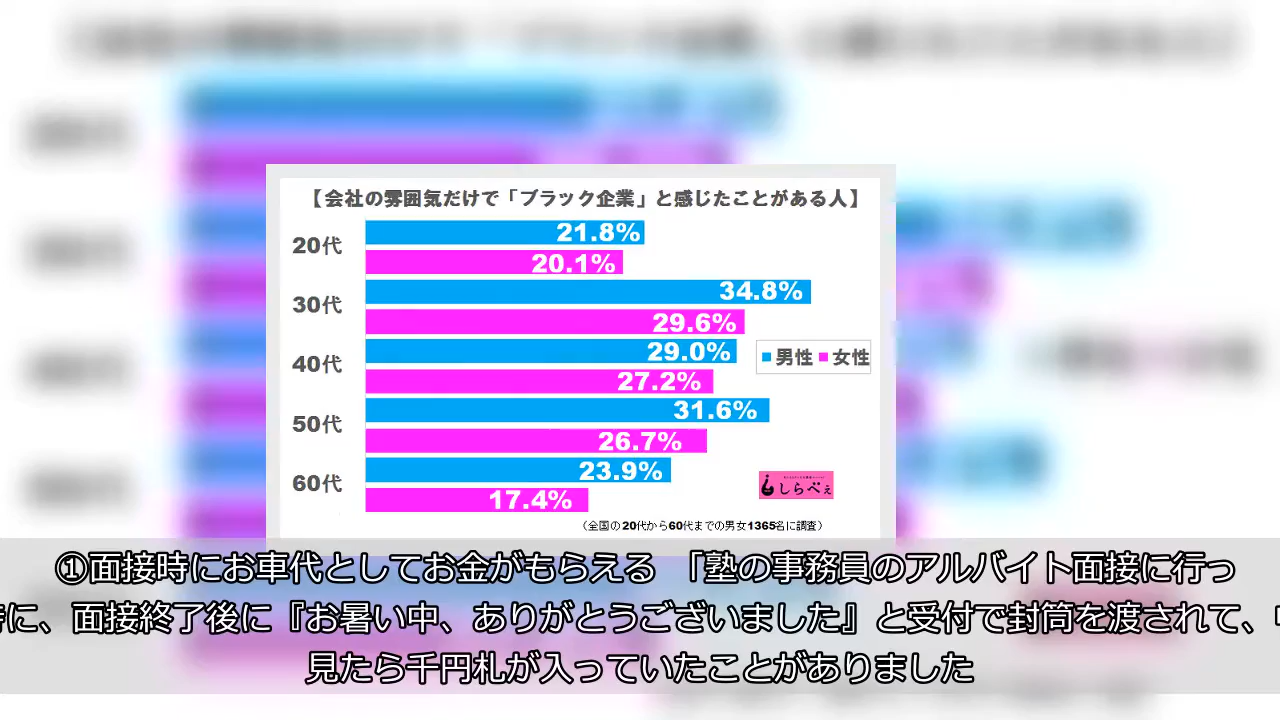 【会社の雰囲気だけで「ブラック企業」と感じたことがある人】
20代
21.8%
20.1%
30代
34.8%
29.6%
40代
29.0%
27.2%
男性 女性
50代
31.6%
26.7%
60代
23.9%
17.4%
しらべぇ
（全国の20代から60代までの男女1365名に調査）
①面接時にお車代としてお金がもらえる 「塾の事務員のアルバイト面接に行っ
に、面接終了後に『お暑い中、ありがとうございました』と受付で封筒を渡されて、
見たら千円札が入っていたことがありました